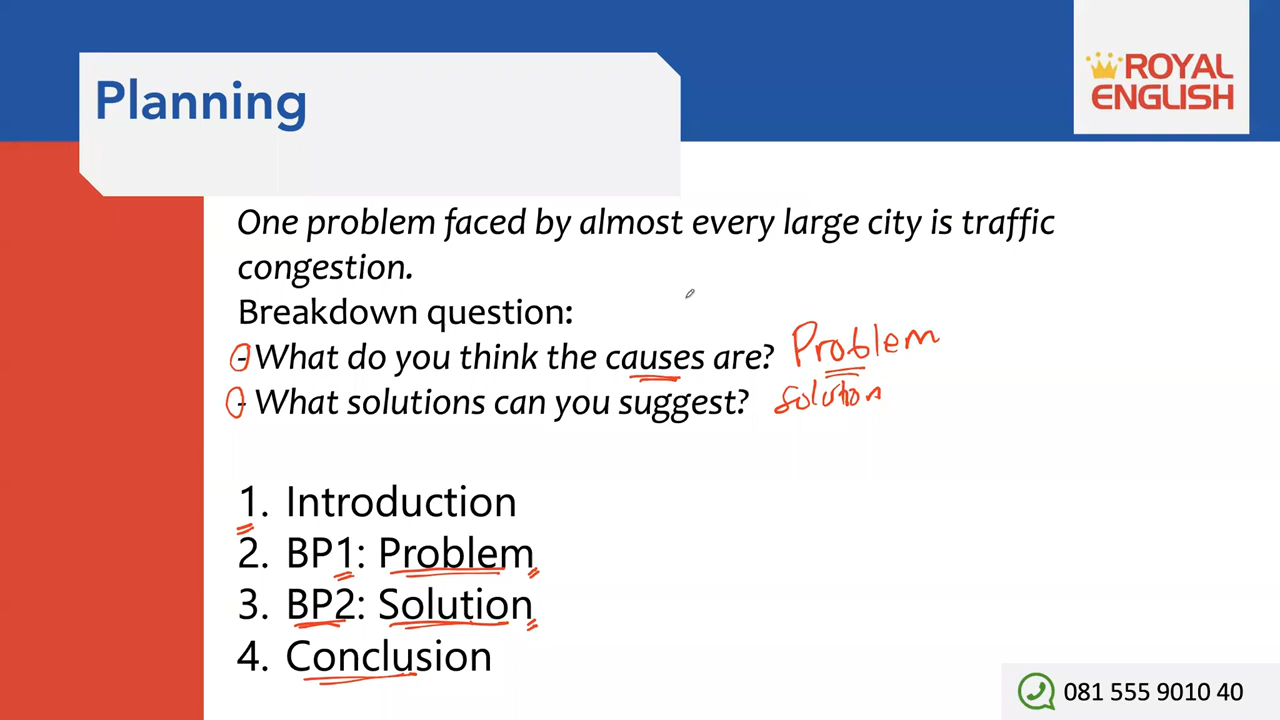 Planning
ROYAL
ENGLISH
One problem faced by almost every large city is traffic
congestion.
Breakdown question:
- What do you think the causes are? Problem
- What solutions can you suggest? Solution
1. Introduction
2. BP1: Problem
3. BP2: Solution
4. Conclusion
081 555 9010 40